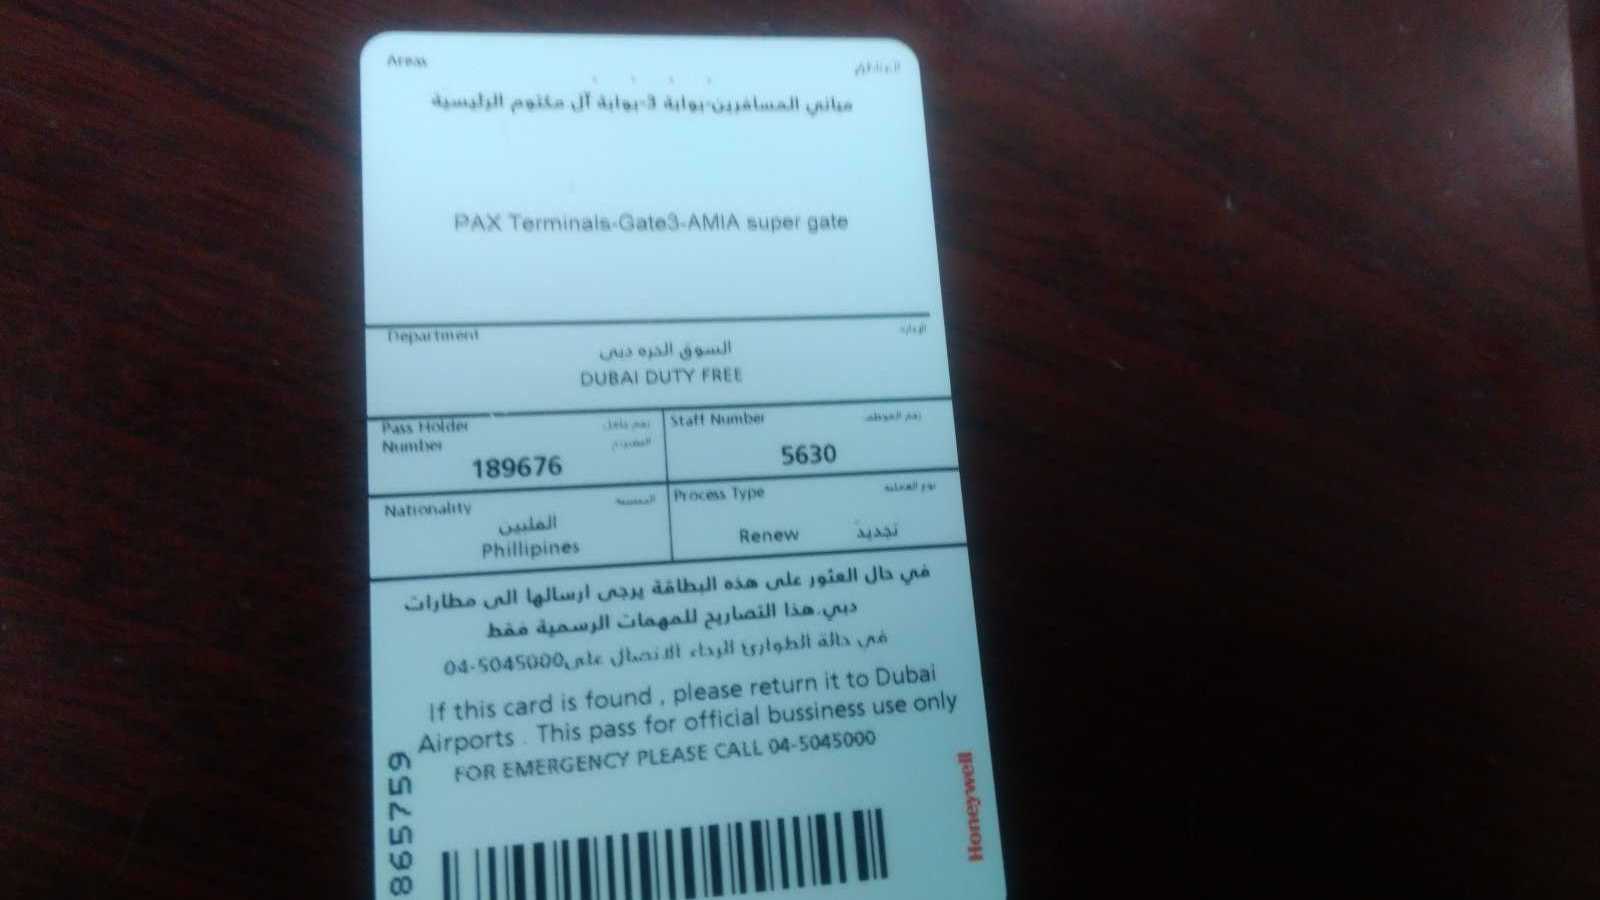 Areas
المناطق
مباني المسافرين-بوابة 3-بوابة آل مكتوم الرئيسية
PAX Terminals-Gate3-AMIA super gate
Department
الإدارة
السوق الحره دبي
DUBAI DUTY FREE
Pass Holder
Number
189676
Staff Number
رقم الموظف
5630
Nationality
الجنسية
الفلبين
Phillipines
Process Type
نوع العملية
Renew تجديد
في حال العثور على هذه البطاقة يرجى ارسالها الى مطارات
دبي.هذا التصاريح للمهمات الرسمية فقط
في حالة الطوارئ الرجاء الاتصال على04-5045000
If this card is found , please return it to Dubai
Airports . This pass for official bussiness use only
FOR EMERGENCY PLEASE CALL 04-5045000
865759
Honeywell